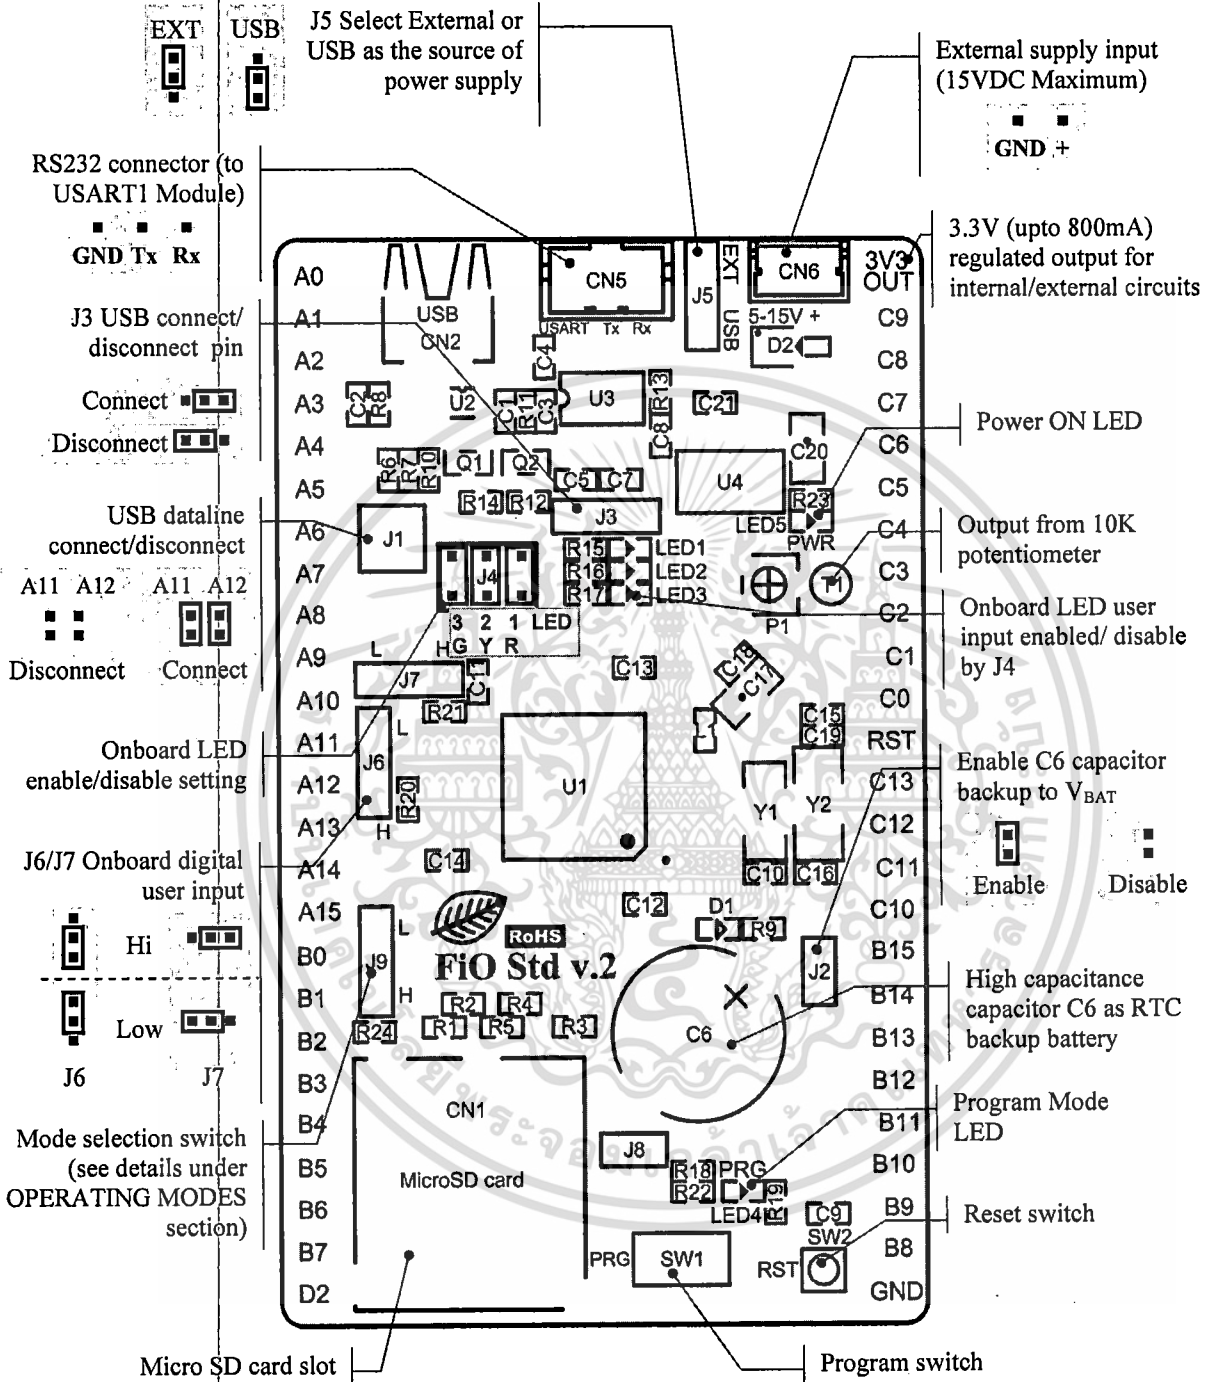 EXT USB
J5 Select External or
USB as the source of
power supply
External supply input
(15VDC Maximum)
GND +
RS232 connector (to
USART1 Module)
GND Tx Rx
3.3V (upto 800mA)
regulated output for
internal/external circuits
J3 USB connect/
disconnect pin
Connect
Disconnect
Power ON LED
USB dataline
connect/disconnect
A11 A12 A11 A12
Disconnect Connect
Output from 10K
potentiometer
Onboard LED user
input enabled/ disable
by J4
Onboard LED
enable/disable setting
Enable C6 capacitor
backup to VBAT
Enable Disable
J6/J7 Onboard digital
user input
Hi
Low
J6 J7
High capacitance
capacitor C6 as RTC
backup battery
Mode selection switch
(see details under
OPERATING MODES
section)
Program Mode
LED
Reset switch
Micro SD card slot
Program switch
A0
A1
A2
A3
A4
A5
A6
A7
A8
A9
A10
A11
A12
A13
A14
A15
B0
B1
B2
B3
B4
B5
B6
B7
D2
3V3
OUT
C9
C8
C7
C6
C5
C4
C3
C2
C1
C0
RST
C13
C12
C11
C10
B15
B14
B13
B12
B11
B10
B9
B8
GND
USB
CN2
CN5
USART Tx Rx
J5
EXT
USB
CN6
5-15V +
D2
C4
C2
R8
U2
C1
R11
C3
U3
R13
C8
C21
C20
R6
R7
R10
Q1
Q2
C5
C7
U4
R14
R12
J3
R23
LED5
PWR
J1
J4
R15
LED1
R16
LED2
R17
LED3
T1
P1
3 2 1 LED
G Y R
L H
J7
C11
R21
C13
C18
C17
L1
C15
C19
L
J6
H
R20
U1
Y1
Y2
C14
C10
C16
C12
D1
R9
RoHS
FiO Std v.2
L
J9
H
R24
R2
R4
R1
R5
R3
C6
J2
CN1
MicroSD card
J8
R18
R22
PRG
LED4
R19
C9
SW2
PRG
SW1
RST